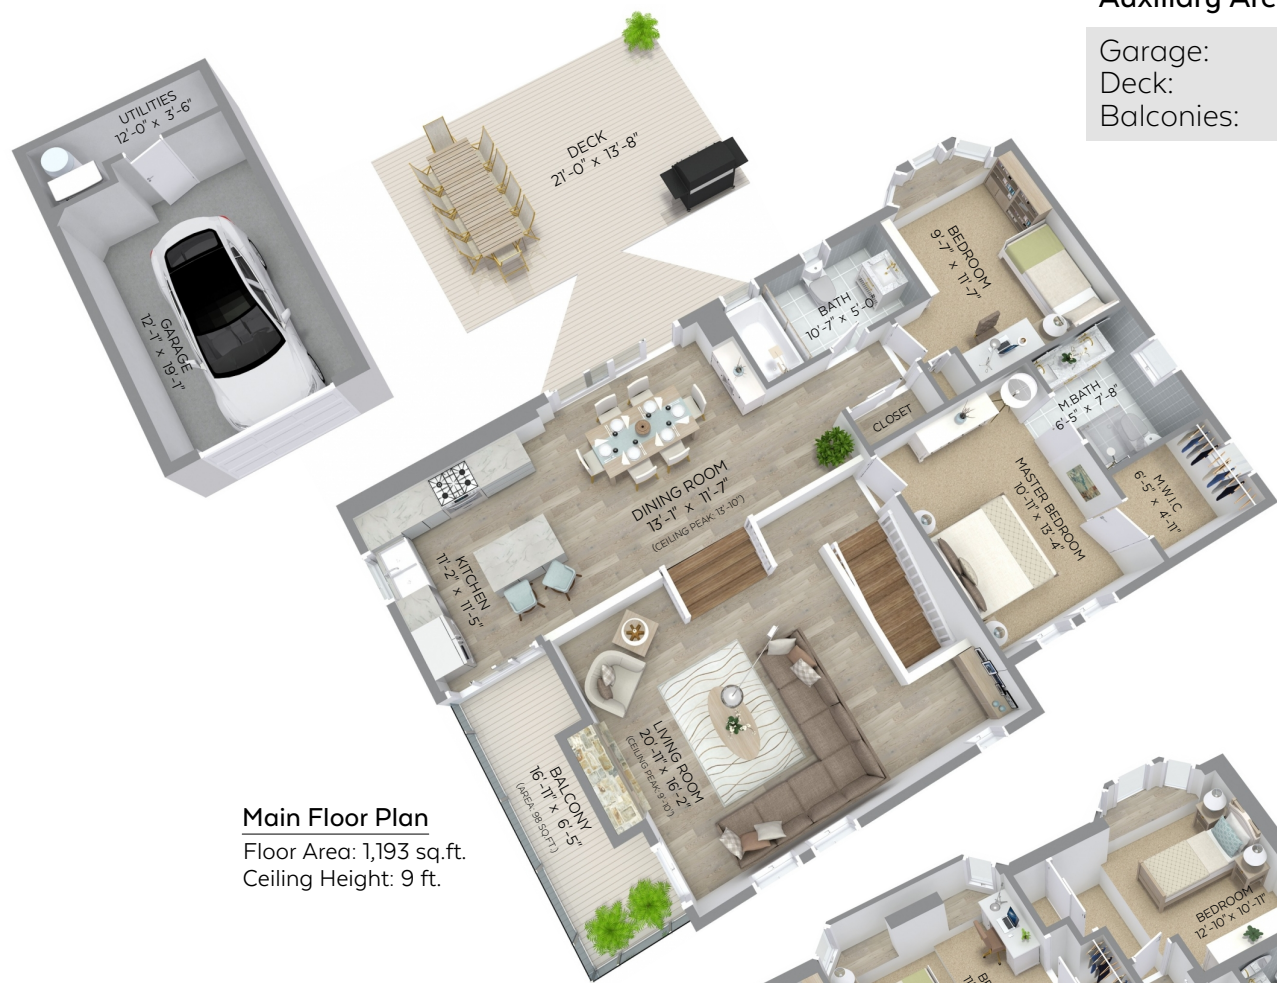 Auxiliary Are
Garage:
Deck:
Balconies:
UTILITIES
12'-0" x 3'-6"
GARAGE
12'-1" x 19'-1"
DECK
21'-0" x 13'-8"
BEDROOM
9'-7" x 11'-7"
BATH
10'-7" x 5'-0"
CLOSET
M.BATH
6'-5" x 7'-8"
M.W.I.C
6'-5" x 4'-11"
MASTER BEDROOM
10'-11" x 13'-4"
DINING ROOM
13'-1" x 11'-7"
(CEILING PEAK: 13'-10")
KITCHEN
11'-2" x 11'-5"
LIVING ROOM
20'-11" x 16'-2"
(CEILING PEAK: 9'-10")
BALCONY
16'-11" x 6'-5"
(AREA: 98 SQ.FT.)
Main Floor Plan
Floor Area: 1,193 sq.ft.
Ceiling Height: 9 ft.
BEDROOM
12'-10" x 10'-11"